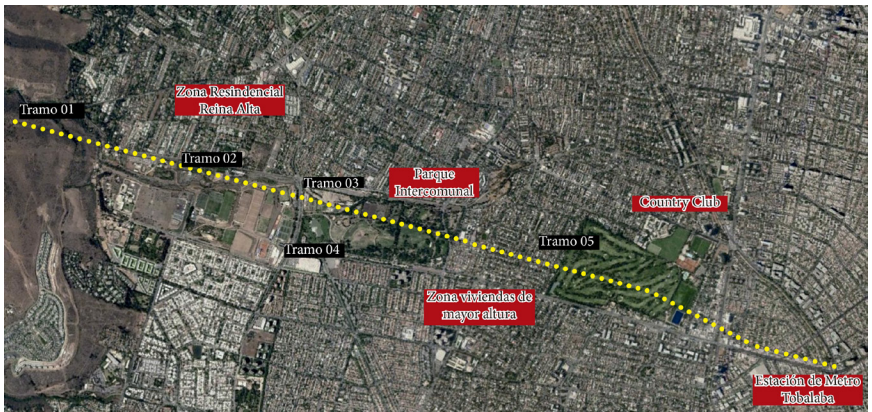 Zona Resindencial
Reina Alta
Tramo 01
Tramo 02
Tramo 03
Parque
Intercomunal
Country Club
Tramo 04
Tramo 05
Zona viviendas de
mayor altura
Estación de Metro
Tobalaba